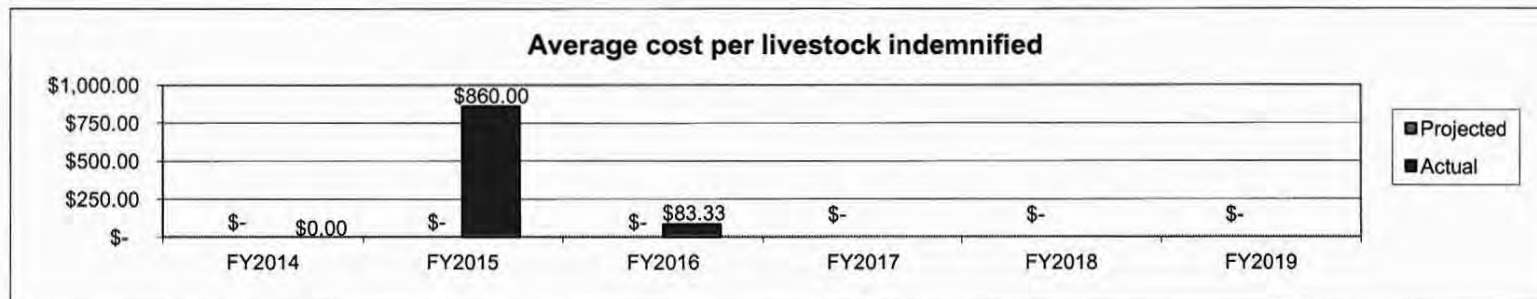 Average cost per livestock indemnified
$1,000.00
$750.00
$500.00
$250.00
$-
$-
$0.00
$-
$860.00
$-
$83.33
$-
$-
$-
FY2014
FY2015
FY2016
FY2017
FY2018
FY2019
Projected
Actual